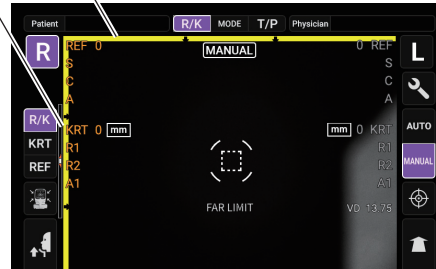 Patient R/K MODE T/P Physician
R REF 0 MANUAL 0 REF L
S S
C C
A A
R/K AUTO
KRT 0 mm mm 0 KRT
KRT R1 R1
REF R2 R2 MANUAL
A1 A1
FAR LIMIT VD 13.75